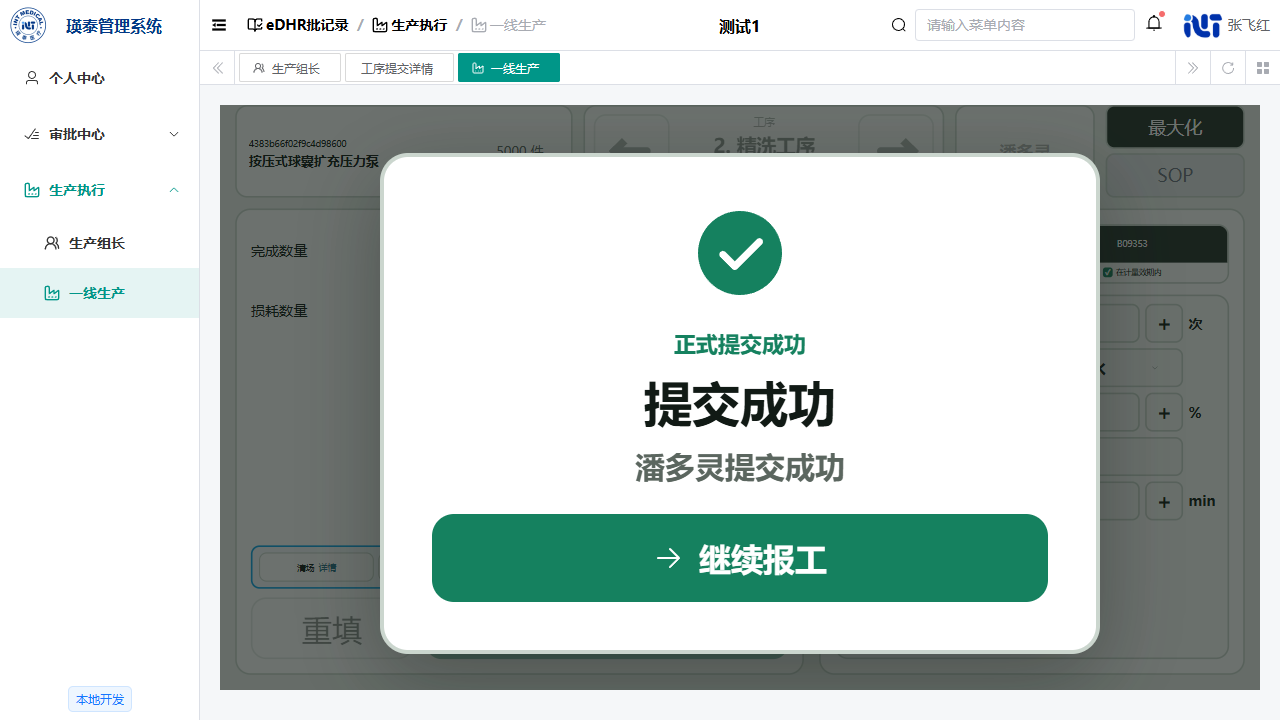 瑛泰管理系统
eDHR批记录 / 生产执行 / 一线生产
测试1
请输入菜单内容
张飞红
个人中心
审批中心
生产执行
生产组长
一线生产
本地开发
生产组长
工序提交详情
一线生产
4383b66f02f9c4d98600
按压式球囊扩充压力泵
5000 件
工序
2. 精洗工序
潘多灵
最大化
SOP
完成数量
损耗数量
B09353
在计量效期内
次
%
min
清场 详情
重填
正式提交成功
提交成功
潘多灵提交成功
继续报工